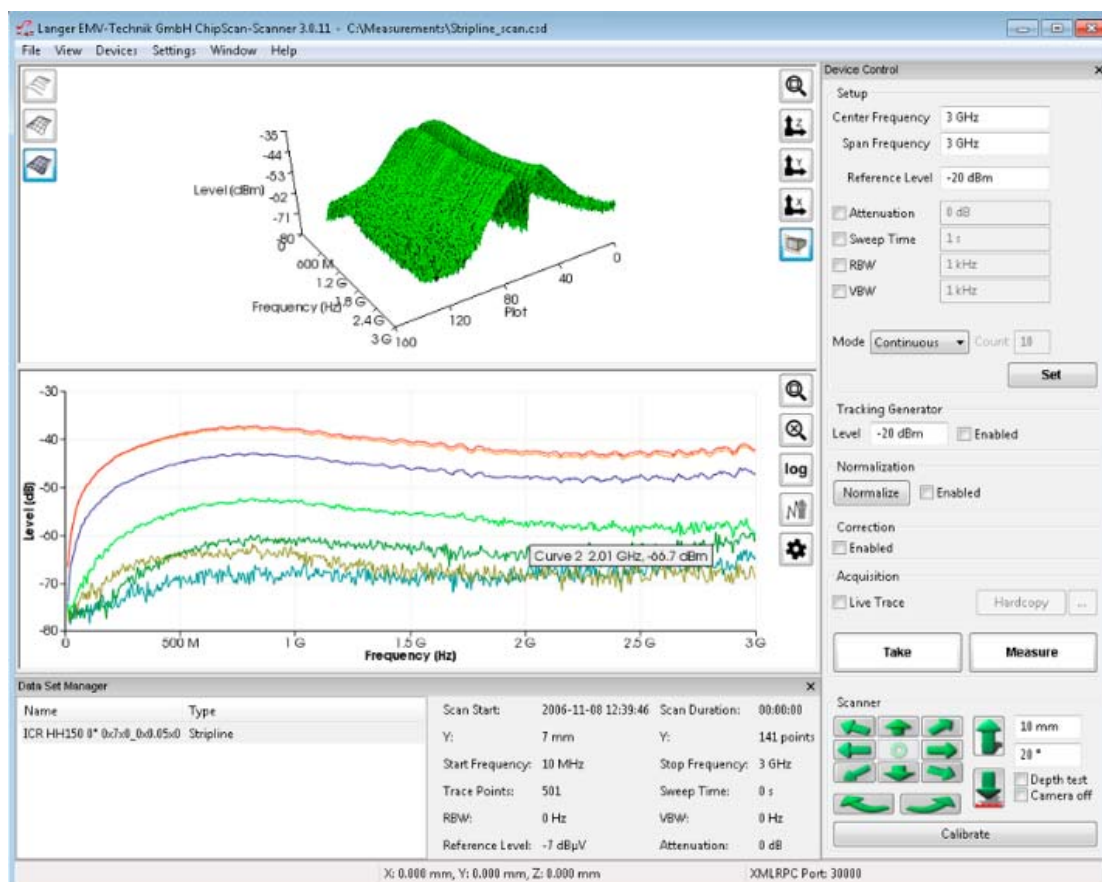 Langer EMV-Technik GmbH ChipScan-Scanner 3.0.11 - C:\Measurements\Stripline_scan.csd
File View Devices Settings Window Help
-35
-44
-53
-62
-71
-80
Level (dBm)
0
600 M
1.2 G
1.8 G
2.4 G
3 G
Frequency (Hz)
160
120
80
40
0
Plot
-30
-40
-50
-60
-70
-80
Level (dB)
Curve 2 2.01 GHz, -66.7 dBm
0
500 M
1 G
1.5 G
2 G
2.5 G
3 G
Frequency (Hz)
log
Device Control
Setup
Center Frequency 3 GHz
Span Frequency 3 GHz
Reference Level -20 dBm
Attenuation 0 dB
Sweep Time 1 s
RBW 1 kHz
VBW 1 kHz
Mode Continuous Count 10
Set
Tracking Generator
Level -20 dBm Enabled
Normalization
Normalize Enabled
Correction
Enabled
Acquisition
Live Trace Hardcopy ...
Take Measure
Scanner
10 mm
20 °
Depth test
Camera off
Calibrate
Data Set Manager
Name Type
ICR HH150 0° 0x7x0_0x0.05x0 Stripline
Scan Start: 2006-11-08 12:39:46 Scan Duration: 00:00:00
Y: 7 mm Y: 141 points
Start Frequency: 10 MHz Stop Frequency: 3 GHz
Trace Points: 501 Sweep Time: 0 s
RBW: 0 Hz VBW: 0 Hz
Reference Level: -7 dBµV Attenuation: 0 dB
X: 0.000 mm, Y: 0.000 mm, Z: 0.000 mm XMLRPC Port: 30000